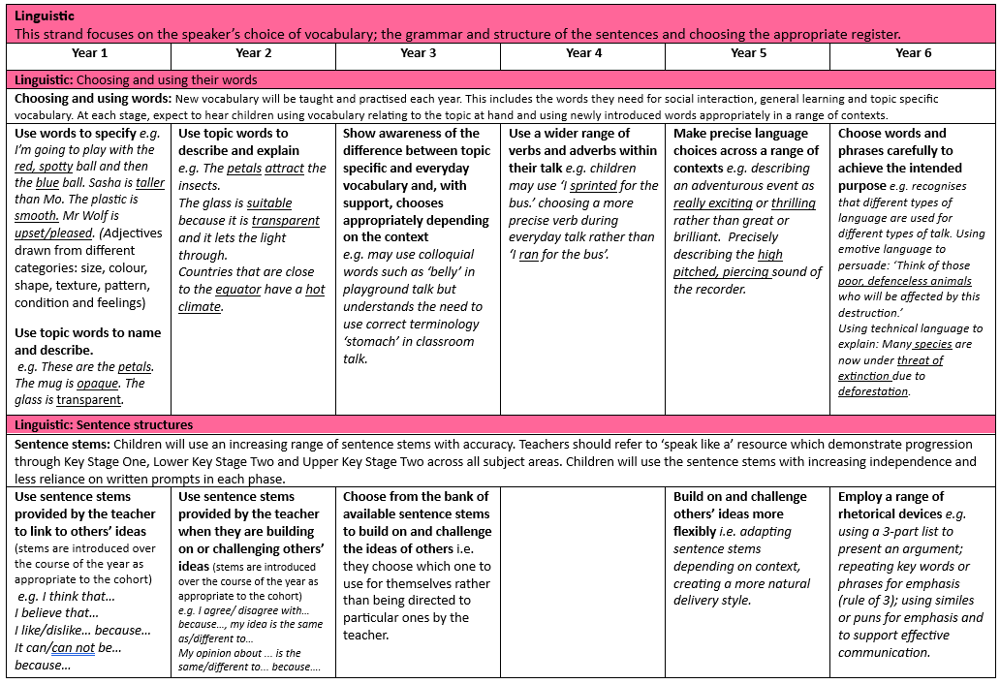 Linguistic
This strand focuses on the speaker's choice of vocabulary; the grammar and structure of the sentences and choosing the appropriate register.
Year 1
Year 2
Year 3
Year 4
Year 5
Year 6
Linguistic: Choosing and using their words
Choosing and using words: New vocabulary will be taught and practised each year. This includes the words they need for social interaction, general learning and topic specific
vocabulary. At each stage, expect to hear children using vocabulary relating to the topic at hand and using newly introduced words appropriately in a range of contexts.
Use words to specify e.g.
I'm going to play with the
red, spotty ball and then
the blue ball. Sasha is taller
than Mo. The plastic is
smooth. Mr Wolf is
upset/pleased. (Adjectives
drawn from different
categories: size, colour,
shape, texture, pattern,
condition and feelings)
Use topic words to name
and describe.
e.g. These are the petals.
The mug is opaque. The
glass is transparent.
Use topic words to
describe and explain
e.g. The petals attract the
insects.
The glass is suitable
because it is transparent
and it lets the light
through.
Countries that are close
to the equator have a hot
climate.
Show awareness of the
difference between topic
specific and everyday
vocabulary and, with
support, chooses
appropriately depending
on the context
e.g. may use colloquial
words such as 'belly' in
playground talk but
understands the need to
use correct terminology
'stomach' in classroom
talk.
Use a wider range of
verbs and adverbs within
their talk e.g. children
may use 'I sprinted for the
bus.' choosing a more
precise verb during
everyday talk rather than
'I ran for the bus'.
Make precise language
choices across a range of
contexts e.g. describing
an adventurous event as
really exciting or thrilling
rather than great or
brilliant. Precisely
describing the high
pitched, piercing sound of
the recorder.
Choose words and
phrases carefully to
achieve the intended
purpose e.g. recognises
that different types of
language are used for
different types of talk. Using
emotive language to
persuade: 'Think of those
poor, defenceless animals
who will be affected by this
destruction.'
Using technical language to
explain: Many species are
now under threat of
extinction due to
deforestation.
Linguistic: Sentence structures
Sentence stems: Children will use an increasing range of sentence stems with accuracy. Teachers should refer to 'speak like a' resource which demonstrate progression
through Key Stage One, Lower Key Stage Two and Upper Key Stage Two across all subject areas. Children will use the sentence stems with increasing independence and
less reliance on written prompts in each phase.
Use sentence stems
provided by the teacher
to link to others' ideas
(stems are introduced over
the course of the year as
appropriate to the cohort)
e.g. I think that...
I believe that...
I like/dislike... because...
It can/can not be...
because...
Use sentence stems
provided by the teacher
when they are building
on or challenging others'
ideas (stems are introduced
over the course of the year as
appropriate to the cohort)
e.g. I agree/ disagree with...
because..., my idea is the same
as/different to...
My opinion about ... is the
same/different to... because....
Choose from the bank of
available sentence stems
to build on and challenge
the ideas of others i.e.
they choose which one to
use for themselves rather
than being directed to
particular ones by the
teacher.
Build on and challenge
others' ideas more
flexibly i.e. adapting
sentence stems
depending on context,
creating a more natural
delivery style.
Employ a range of
rhetorical devices e.g.
using a 3-part list to
present an argument;
repeating key words or
phrases for emphasis
(rule of 3); using similes
or puns for emphasis and
to support effective
communication.